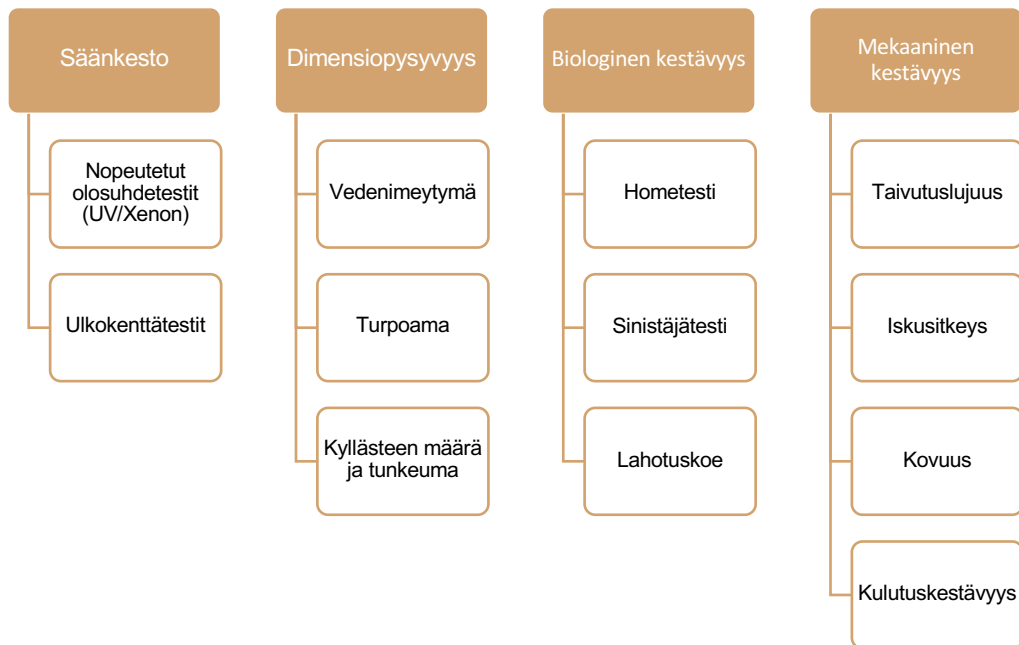 Säänkesto
Nopeutetut
olosuhdetestit
(UV/Xenon)
Ulkokenttätestit
Dimensiopysyvyys
Vedenimeytymä
Turpoama
Kyllästeen määrä
ja tunkeuma
Biologinen kestävyys
Hometesti
Sinistäjätesti
Lahotuskoe
Mekaaninen
kestävyys
Taivutuslujuus
Iskusitkeys
Kovuus
Kulutuskestävyys